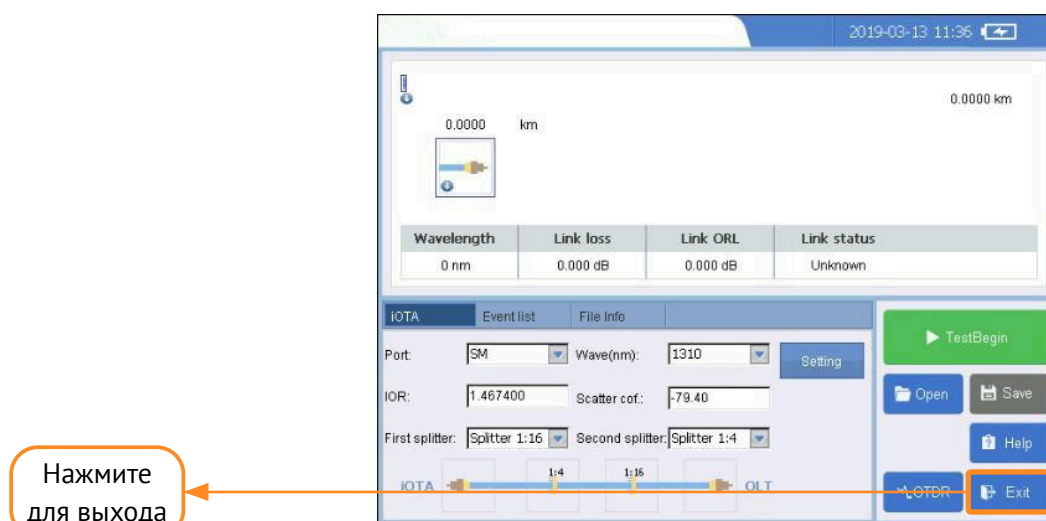 2019-03-13 11:36
0.0000 km
0.0000 km
Wavelength Link loss Link ORL Link status
0 nm 0.000 dB 0.000 dB Unknown
iOTA Event list File Info
TestBegin
Port: SM Wave(nm): 1310 Setting
Open Save
IOR: 1.467400 Scatter cof.: -79.40
Help
First splitter: Splitter 1:16 Second splitter: Splitter 1:4
1:4 1:16
iOTA OLT
OTDR Exit
Нажмите
для выхода